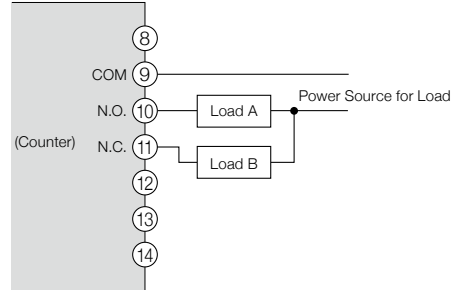 8
COM 9
Power Source for Load
N.O. 10 Load A
(Counter) N.C. 11
Load B
12
13
14